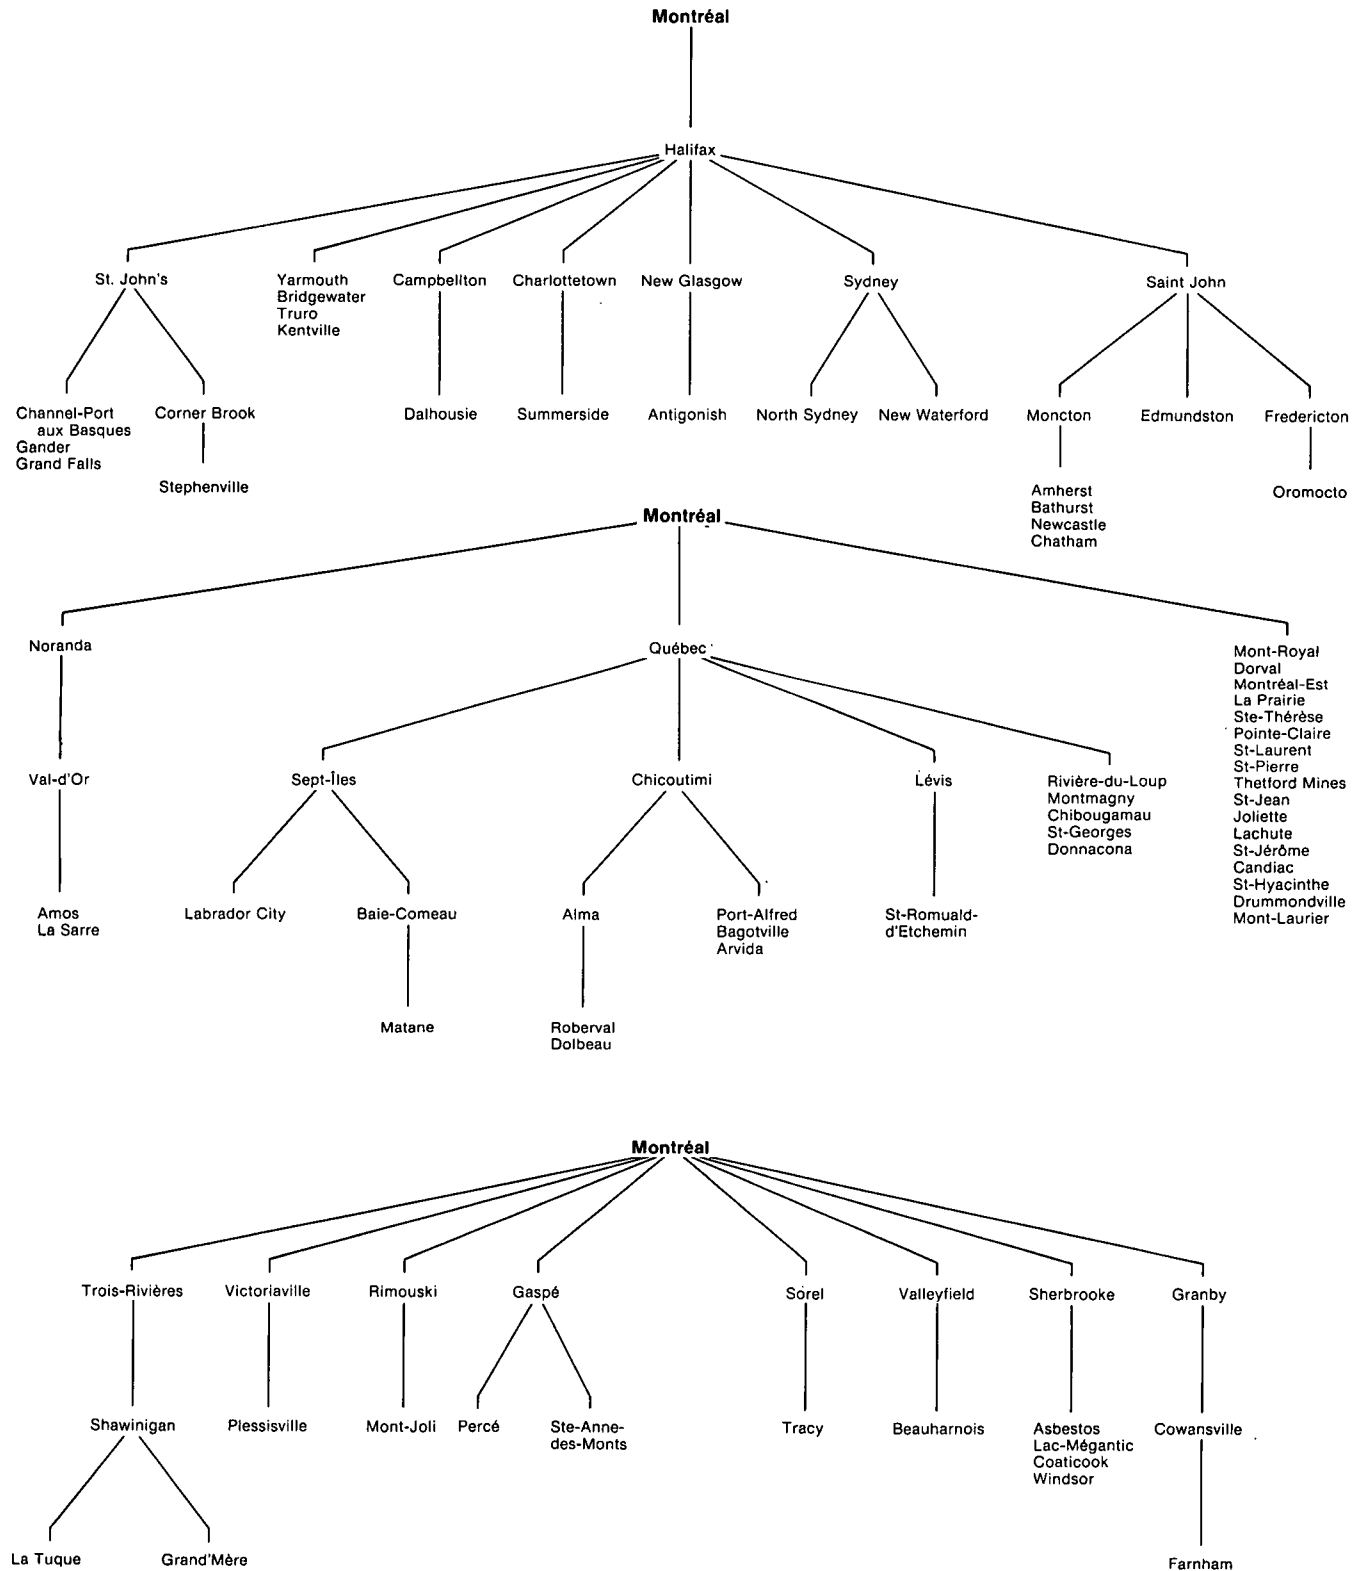 Montréal
Halifax
St. John's
Yarmouth
Bridgewater
Truro
Kentville
Campbellton
Charlottetown
New Glasgow
Sydney
Saint John
Channel-Port
aux Basques
Gander
Grand Falls
Corner Brook
Dalhousie
Summerside
Antigonish
North Sydney
New Waterford
Moncton
Edmundston
Fredericton
Stephenville
Amherst
Bathurst
Newcastle
Chatham
Oromocto
Montréal
Noranda
Québec
Mont-Royal
Dorval
Montréal-Est
La Prairie
Ste-Thérèse
Pointe-Claire
St-Laurent
St-Pierre
Thetford Mines
St-Jean
Joliette
Lachute
St-Jérôme
Candiac
St-Hyacinthe
Drummondville
Mont-Laurier
Val-d'Or
Sept-Îles
Chicoutimi
Lévis
Rivière-du-Loup
Montmagny
Chibougamau
St-Georges
Donnacona
Amos
La Sarre
Labrador City
Baie-Comeau
Alma
Port-Alfred
Bagotville
Arvida
St-Romuald-
d'Etchemin
Matane
Roberval
Dolbeau
Montréal
Trois-Rivières
Victoriaville
Rimouski
Gaspé
Sorel
Valleyfield
Sherbrooke
Granby
Shawinigan
Plessisville
Mont-Joli
Percé
Ste-Anne-
des-Monts
Tracy
Beauharnois
Asbestos
Lac-Mégantic
Coaticook
Windsor
Cowansville
La Tuque
Grand'Mère
Farnham